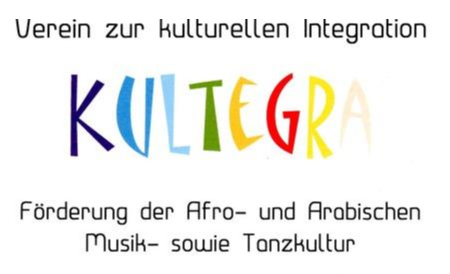 Verein zur kulturellen Integration
KULTEGRA
Förderung der Afro- und Arabischen
Musik- sowie Tanzkultur